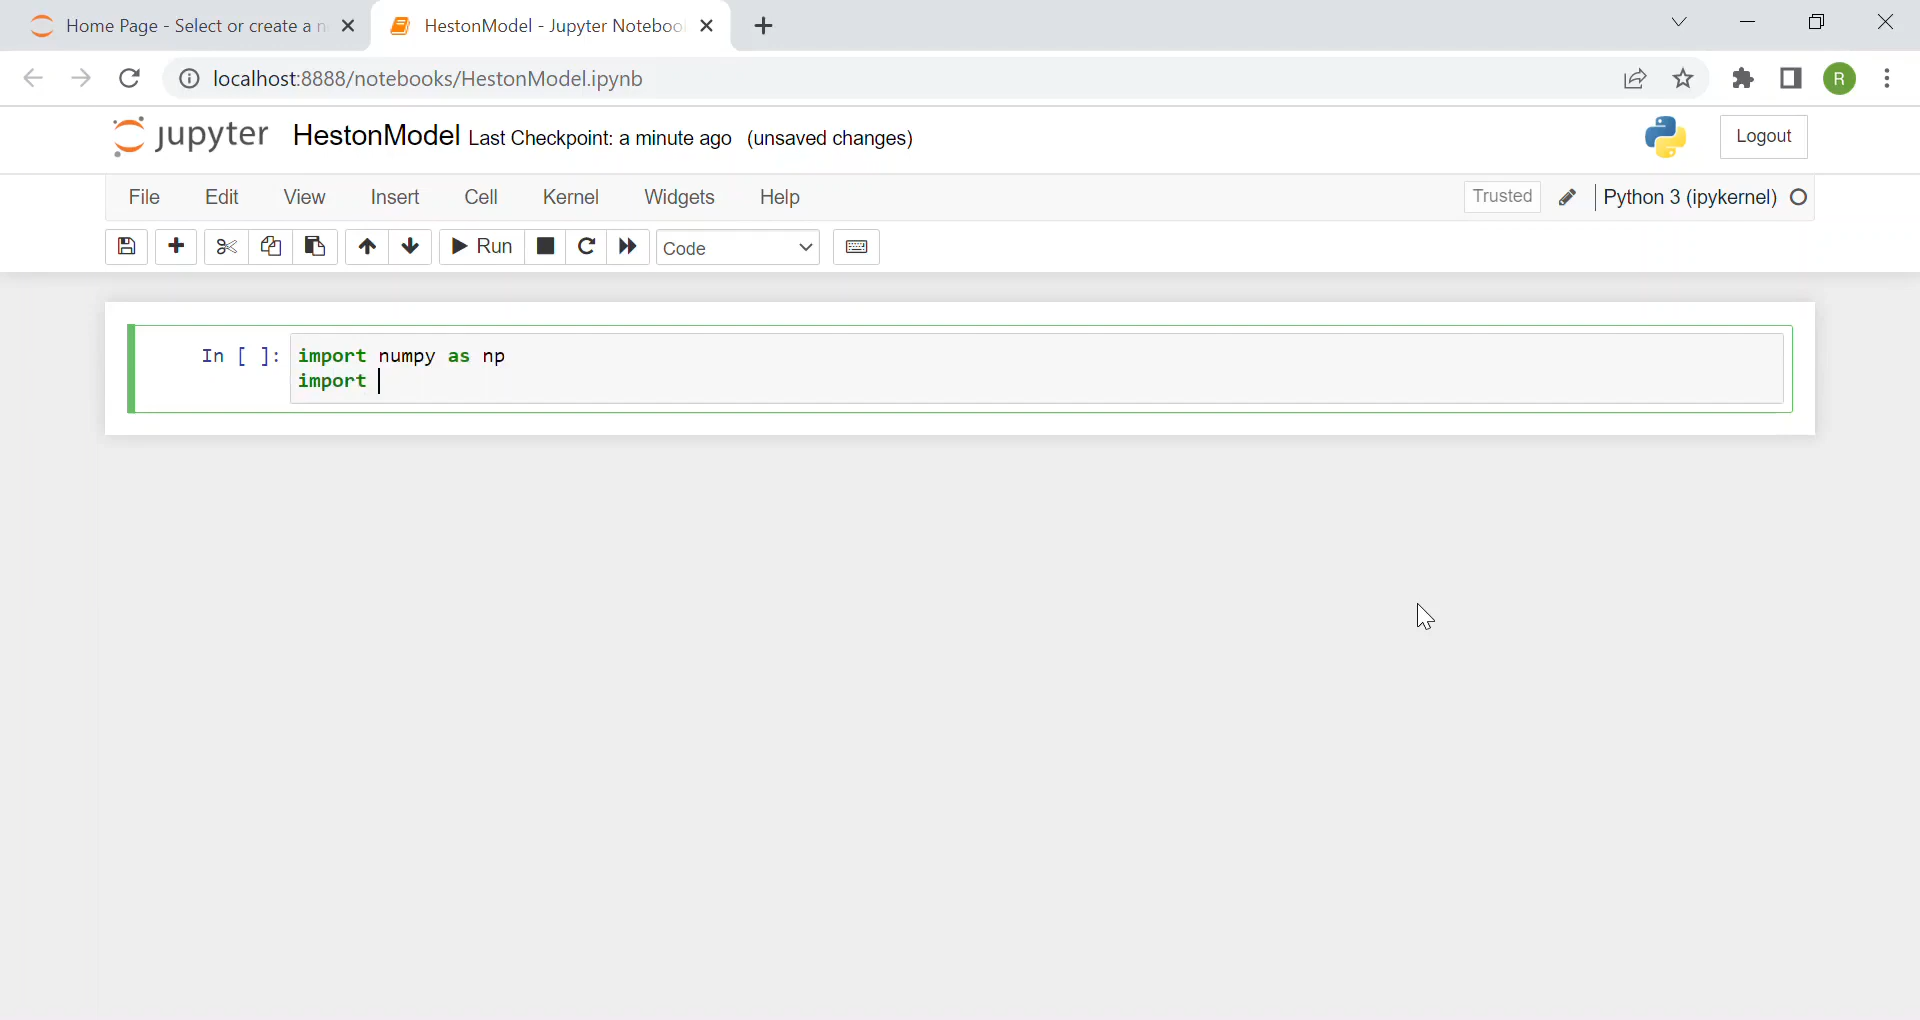 Home Page - Select or create a n
HestonModel - Jupyter Noteboo
localhost:8888/notebooks/HestonModel.ipynb
R
jupyter HestonModel Last Checkpoint: a minute ago (unsaved changes)
Logout
File Edit View Insert Cell Kernel Widgets Help
Trusted
Python 3 (ipykernel)
Run
Code
In [ ]: import numpy as np
import